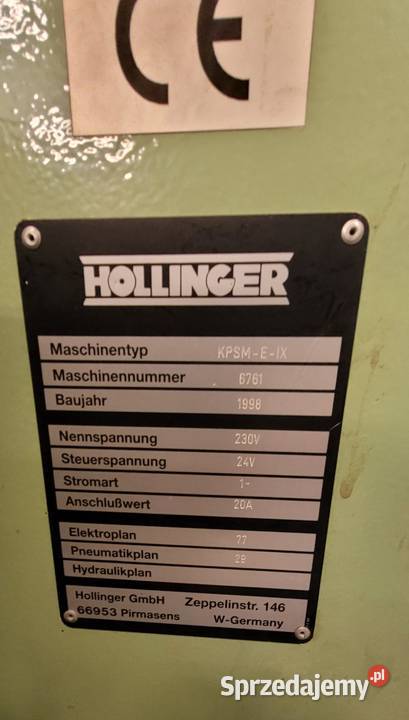 CE
HOLLINGER
Maschinentyp KPSM-E-IX
Maschinennummer 6761
Baujahr 1998
Nennspannung 230V
Steuerspannung 24V
Stromart 1~
Anschlußwert 20A
Elektroplan 77
Pneumatikplan 29
Hydraulikplan
Hollinger GmbH Zeppelinstr. 146
66953 Pirmasens W-Germany
Sprzedajemy.pl